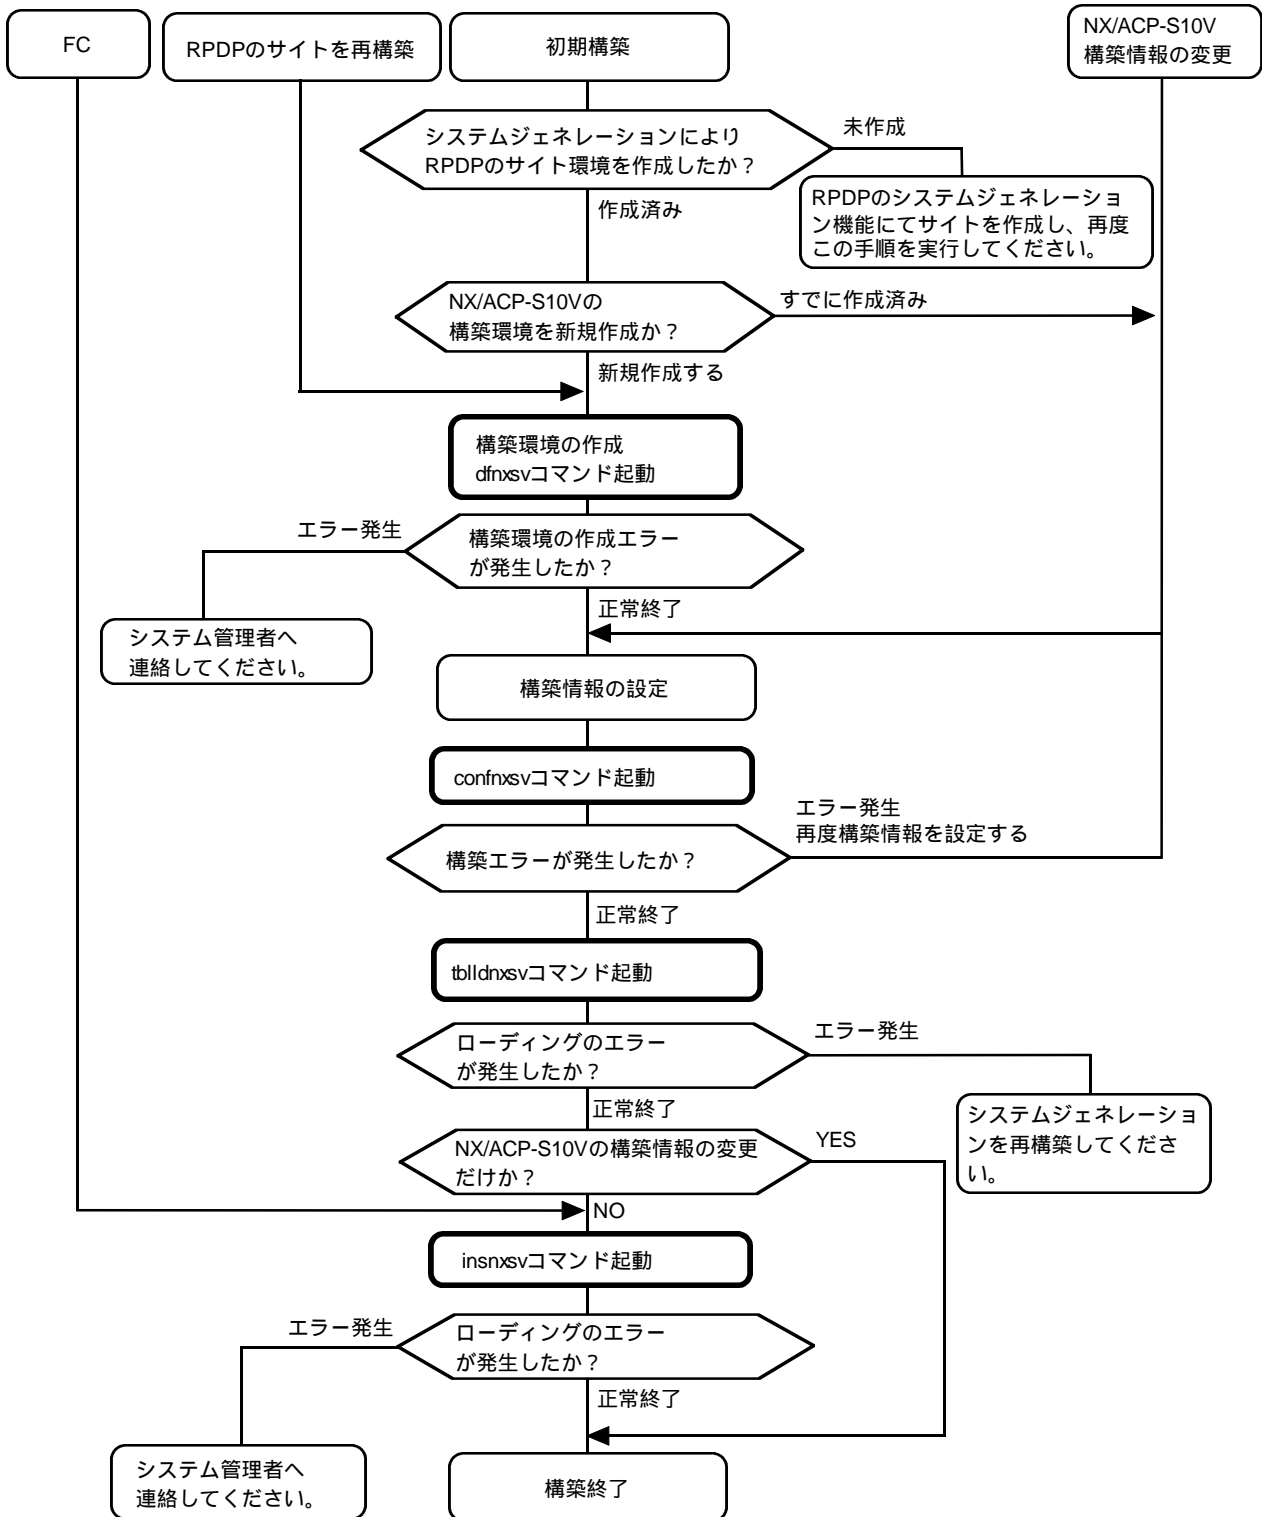 FC
RPDPのサイトを再構築
初期構築
NX/ACP-S10V
構築情報の変更
システムジェネレーションにより
RPDPのサイト環境を作成したか？
未作成
RPDPのシステムジェネレーショ
ン機能にてサイトを作成し、再度
この手順を実行してください。
作成済み
NX/ACP-S10Vの
構築環境を新規作成か？
すでに作成済み
新規作成する
構築環境の作成
dfnxsvコマンド起動
エラー発生
構築環境の作成エラー
が発生したか？
正常終了
システム管理者へ
連絡してください。
構築情報の設定
confnxsvコマンド起動
エラー発生
再度構築情報を設定する
構築エラーが発生したか？
正常終了
tblldnxsvコマンド起動
ローディングのエラー
が発生したか？
エラー発生
正常終了
システムジェネレーショ
ンを再構築してくださ
い。
NX/ACP-S10Vの構築情報の変更
だけか？
YES
NO
insnxsvコマンド起動
エラー発生
ローディングのエラー
が発生したか？
正常終了
システム管理者へ
連絡してください。
構築終了